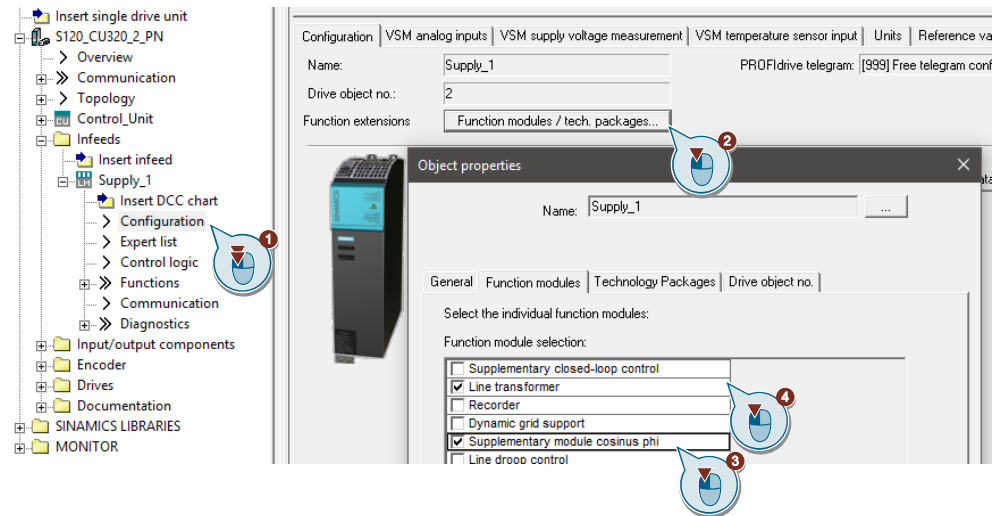 Insert single drive unit
S120_CU320_2_PN
Overview
Communication
Topology
Control_Unit
Infeeds
Insert infeed
Supply_1
Insert DCC chart
Configuration
Expert list
Control logic
Functions
Communication
Diagnostics
Input/output components
Encoder
Drives
Documentation
SINAMICS LIBRARIES
MONITOR
1
Configuration VSM analog inputs VSM supply voltage measurement VSM temperature sensor input Units Reference va
Name: Supply_1 PROFIdrive telegram: [999] Free telegram conf
Drive object no.: 2
Function extensions Function modules / tech. packages...
2
SINAMICS
Object properties
Name: Supply_1 ...
General Function modules Technology Packages Drive object no.
Select the individual function modules:
Function module selection:
Supplementary closed-loop control
Line transformer
Recorder
Dynamic grid support
Supplementary module cosinus phi
Line droop control
4
3